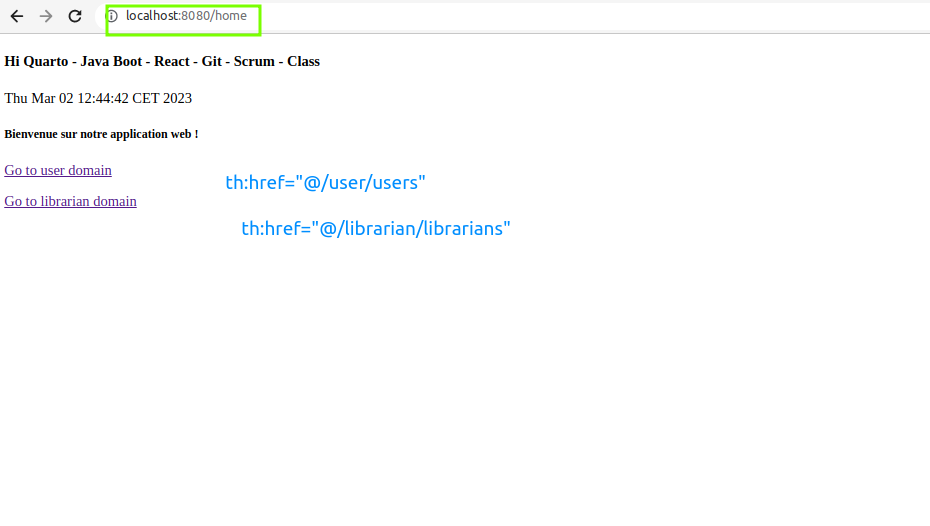 localhost:8080/home
Hi Quarto - Java Boot - React - Git - Scrum - Class
Thu Mar 02 12:44:42 CET 2023
Bienvenue sur notre application web !
Go to user domain
th:href="@/user/users"
Go to librarian domain
th:href="@/librarian/librarians"